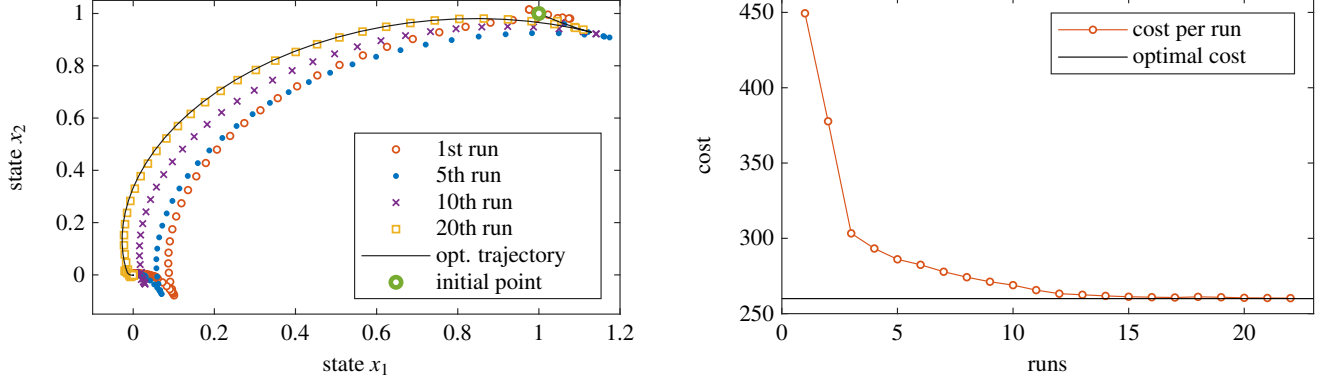 1
0.8
0.6
0.4
0.2
0
state x₂
0
0.2
0.4
0.6
0.8
1
1.2
state x₁
1st run
5th run
10th run
20th run
opt. trajectory
initial point
450
400
350
300
250
cost
5
10
15
20
runs
cost per run
optimal cost